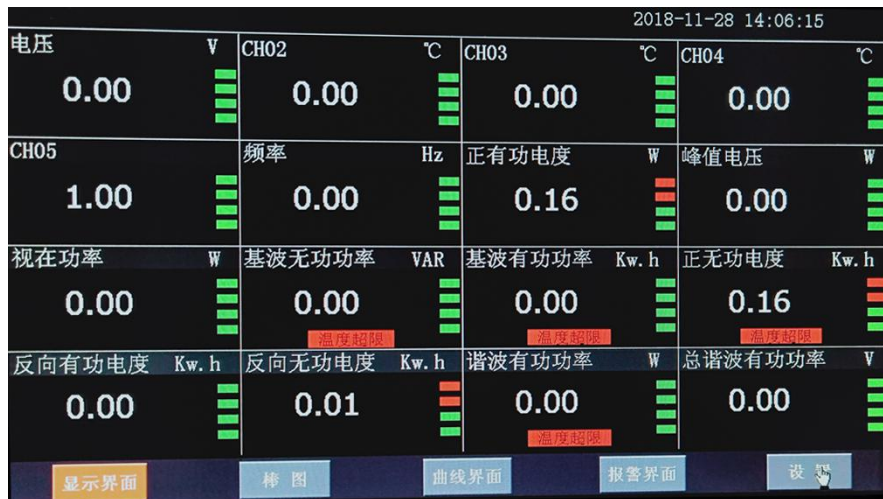 2018-11-28 14:06:15
电压 V CH02 ℃ CH03 ℃ CH04 ℃
0.00 0.00 0.00 0.00
CH05 频率 Hz 正有功电度 W 峰值电压 W
1.00 0.00 0.16 0.00
视在功率 W 基波无功功率 VAR 基波有功功率 Kw.h 正无功电度 Kw.h
0.00 0.00 0.00 0.16
温度超限 温度超限 温度超限
反向有功电度 Kw.h 反向无功电度 Kw.h 谐波有功功率 W 总谐波有功功率 V
0.00 0.01 0.00 0.00
温度超限
显示界面 棒图 曲线界面 报警界面 设置